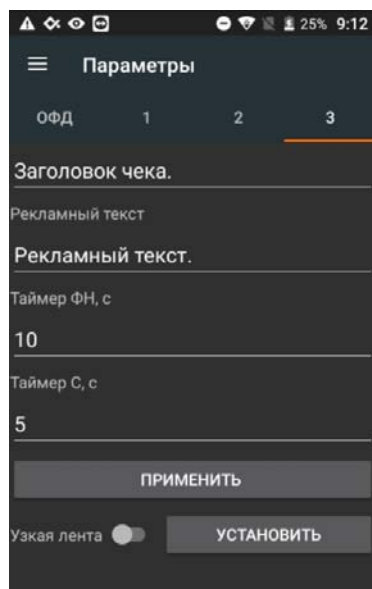 25% 9:12
Параметры
ОФД 1 2 3
Заголовок чека.
Рекламный текст
Рекламный текст.
Таймер ФН, с
10
Таймер С, с
5
ПРИМЕНИТЬ
Узкая лента УСТАНОВИТЬ